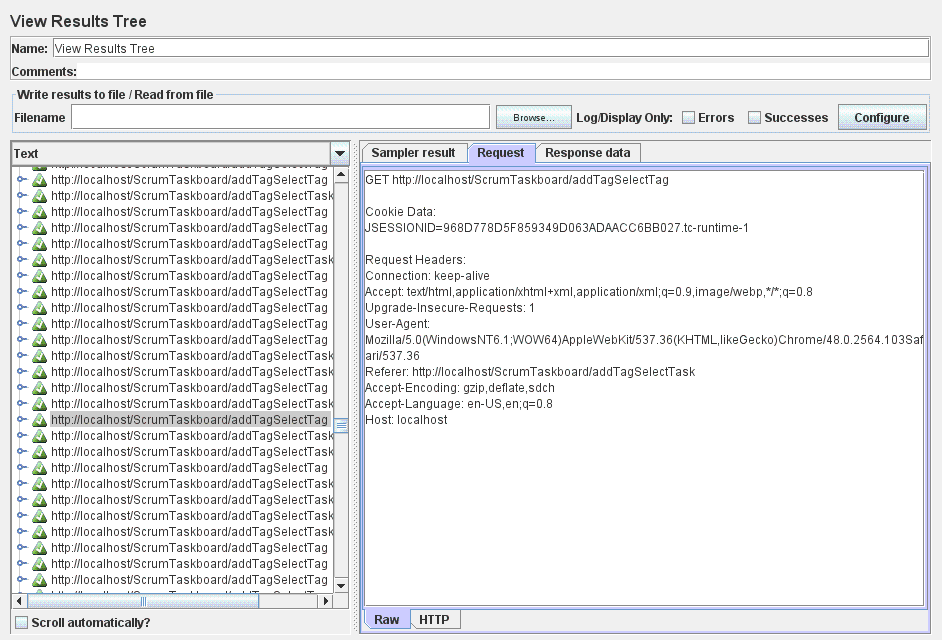 View Results Tree
Name: View Results Tree
Comments:
Write results to file / Read from file
Filename Browse... Log/Display Only: Errors Successes Configure
Text
http://localhost/ScrumTaskboard/addTagSelectTag
http://localhost/ScrumTaskboard/addTagSelectTask
http://localhost/ScrumTaskboard/addTagSelectTag
http://localhost/ScrumTaskboard/addTagSelectTag
http://localhost/ScrumTaskboard/addTagSelectTag
http://localhost/ScrumTaskboard/addTagSelectTask
http://localhost/ScrumTaskboard/addTagSelectTask
http://localhost/ScrumTaskboard/addTagSelectTag
http://localhost/ScrumTaskboard/addTagSelectTag
http://localhost/ScrumTaskboard/addTagSelectTag
http://localhost/ScrumTaskboard/addTagSelectTag
http://localhost/ScrumTaskboard/addTagSelectTask
http://localhost/ScrumTaskboard/addTagSelectTask
http://localhost/ScrumTaskboard/addTagSelectTag
http://localhost/ScrumTaskboard/addTagSelectTask
http://localhost/ScrumTaskboard/addTagSelectTag
http://localhost/ScrumTaskboard/addTagSelectTask
http://localhost/ScrumTaskboard/addTagSelectTask
http://localhost/ScrumTaskboard/addTagSelectTag
http://localhost/ScrumTaskboard/addTagSelectTask
http://localhost/ScrumTaskboard/addTagSelectTask
http://localhost/ScrumTaskboard/addTagSelectTask
http://localhost/ScrumTaskboard/addTagSelectTask
http://localhost/ScrumTaskboard/addTagSelectTag
http://localhost/ScrumTaskboard/addTagSelectTag
http://localhost/ScrumTaskboard/addTagSelectTag
Scroll automatically?
Sampler result Request Response data
GET http://localhost/ScrumTaskboard/addTagSelectTag
Cookie Data:
JSESSIONID=968D778D5F859349D063ADAACC6BB027.tc-runtime-1
Request Headers:
Connection: keep-alive
Accept: text/html,application/xhtml+xml,application/xml;q=0.9,image/webp,*/*;q=0.8
Upgrade-Insecure-Requests: 1
User-Agent:
Mozilla/5.0(WindowsNT6.1;WOW64)AppleWebKit/537.36(KHTML,likeGecko)Chrome/48.0.2564.103Saf
ari/537.36
Referer: http://localhost/ScrumTaskboard/addTagSelectTask
Accept-Encoding: gzip,deflate,sdch
Accept-Language: en-US,en;q=0.8
Host: localhost
Raw HTTP